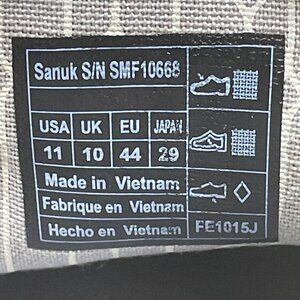 Sanuk S/N SMF10668
USA UK EU JAPAN
11 10 44 29
Made in Vietnam
Fabrique en Vietnam
Hecho en Vietnam FE1015J